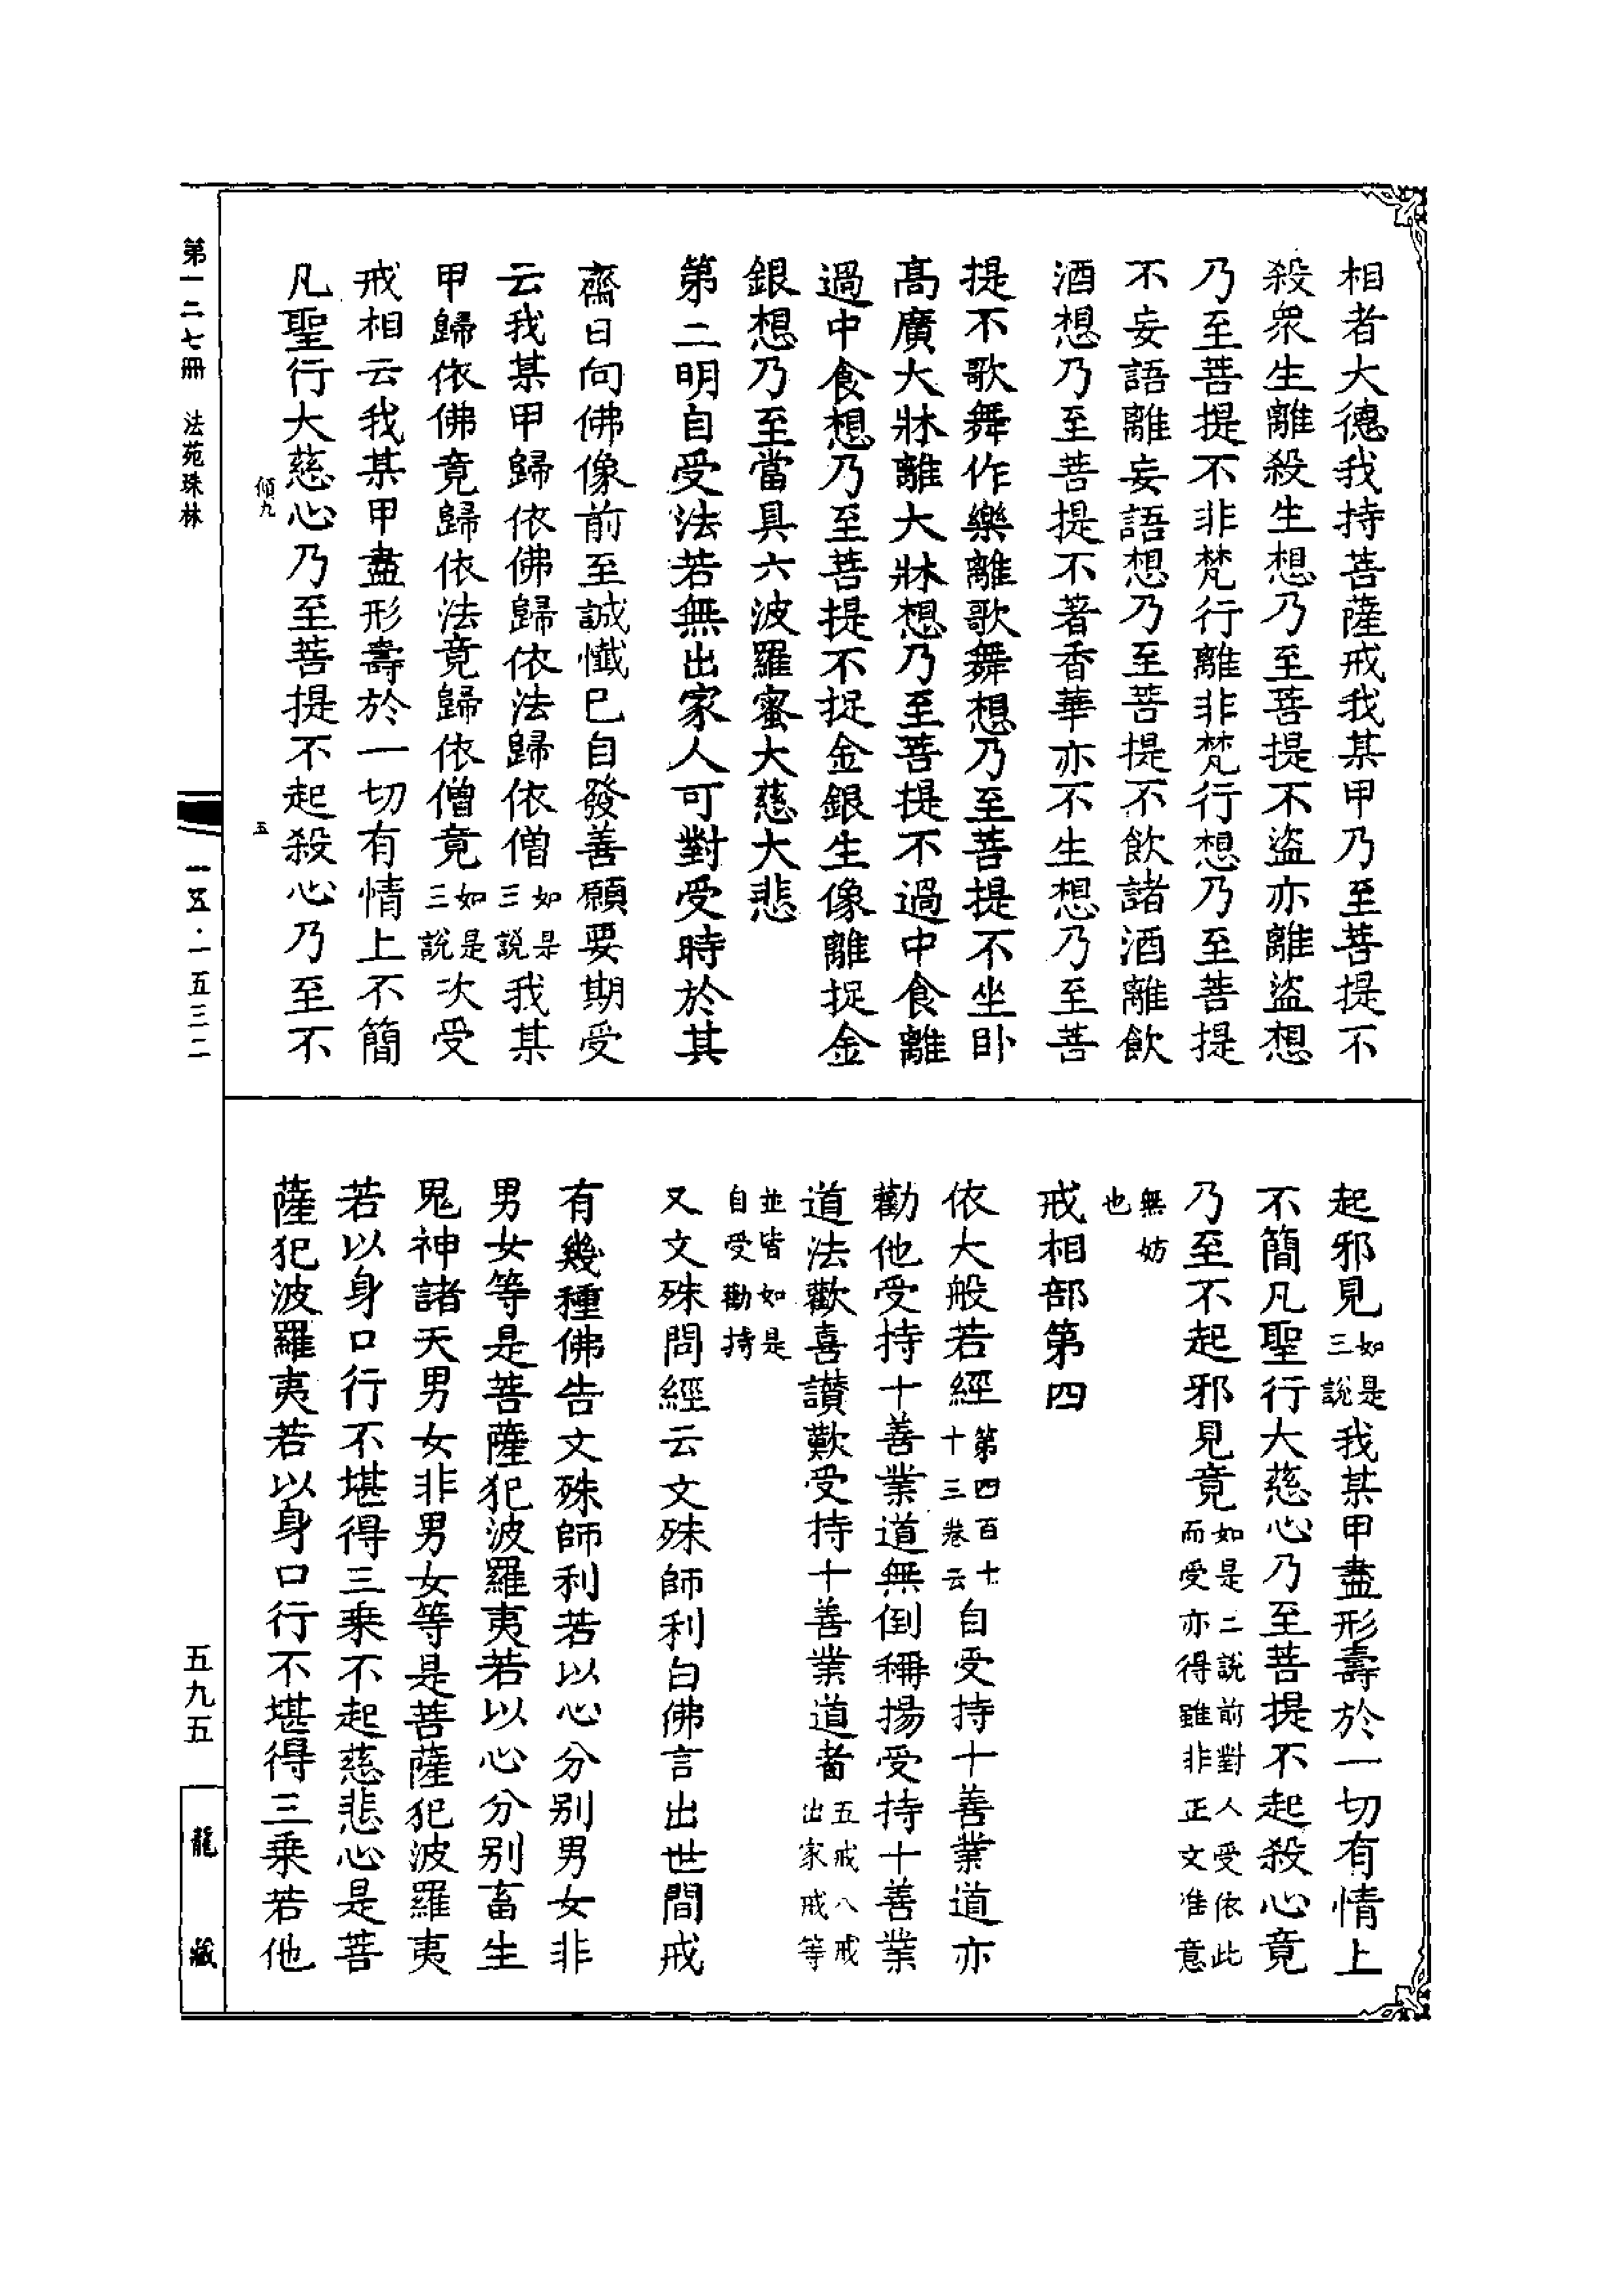 相者大德我持菩薩戒我某甲乃至菩提不
殺衆生離殺生想乃至菩提不盜亦離盜想
乃至菩提不非梵行離非梵行想乃至菩提
不妄語離妄語想乃至菩提不飲諸酒離飲
酒想乃至菩提不著香華亦不生想乃至菩
提不歌舞作樂離歌舞想乃至菩提不坐卧
高廣大牀離大牀想乃至菩提不過中食離
過中食想乃至菩提不捉金銀生像離捉金
銀想乃至當具六波羅蜜大慈大悲
第二明自受法若無出家人可對受時於其
齋日向佛像前至誠懺已自發善願要期受
云我某甲歸依佛歸依法歸依僧如是三說我某
甲歸依佛竟歸依法竟歸依僧竟如是三說次受
戒相云我某甲盡形壽於一切有情上不簡
凡聖行大慈心乃至菩提不起殺心乃至不
傾九
五
起邪見如是三說我某甲盡形壽於一切有情上
不簡凡聖行大慈心乃至菩提不起殺心竟
乃至不起邪見竟如是二說前對人受依此而受亦得雖非正文准意
無妨也
戒相部第四
依大般若經第四百七十三卷云自受持十善業道亦
勸他受持十善業道無倒稱揚受持十善業
道法歡喜讚歎受持十善業道者五戒八戒出家戒等
並皆如是自受勸持
又文殊問經云文殊師利白佛言出世間戒
有幾種佛告文殊師利若以心分别男女非
男女等是菩薩犯波羅夷若以心分别畜生
鬼神諸天男女非男女等是菩薩犯波羅夷
若以身口行不堪得三乘不起慈悲心是菩
薩犯波羅夷若以身口行不堪得三乘若他
第一二七冊 法苑珠林
一五·一五三二
五九五
龍藏